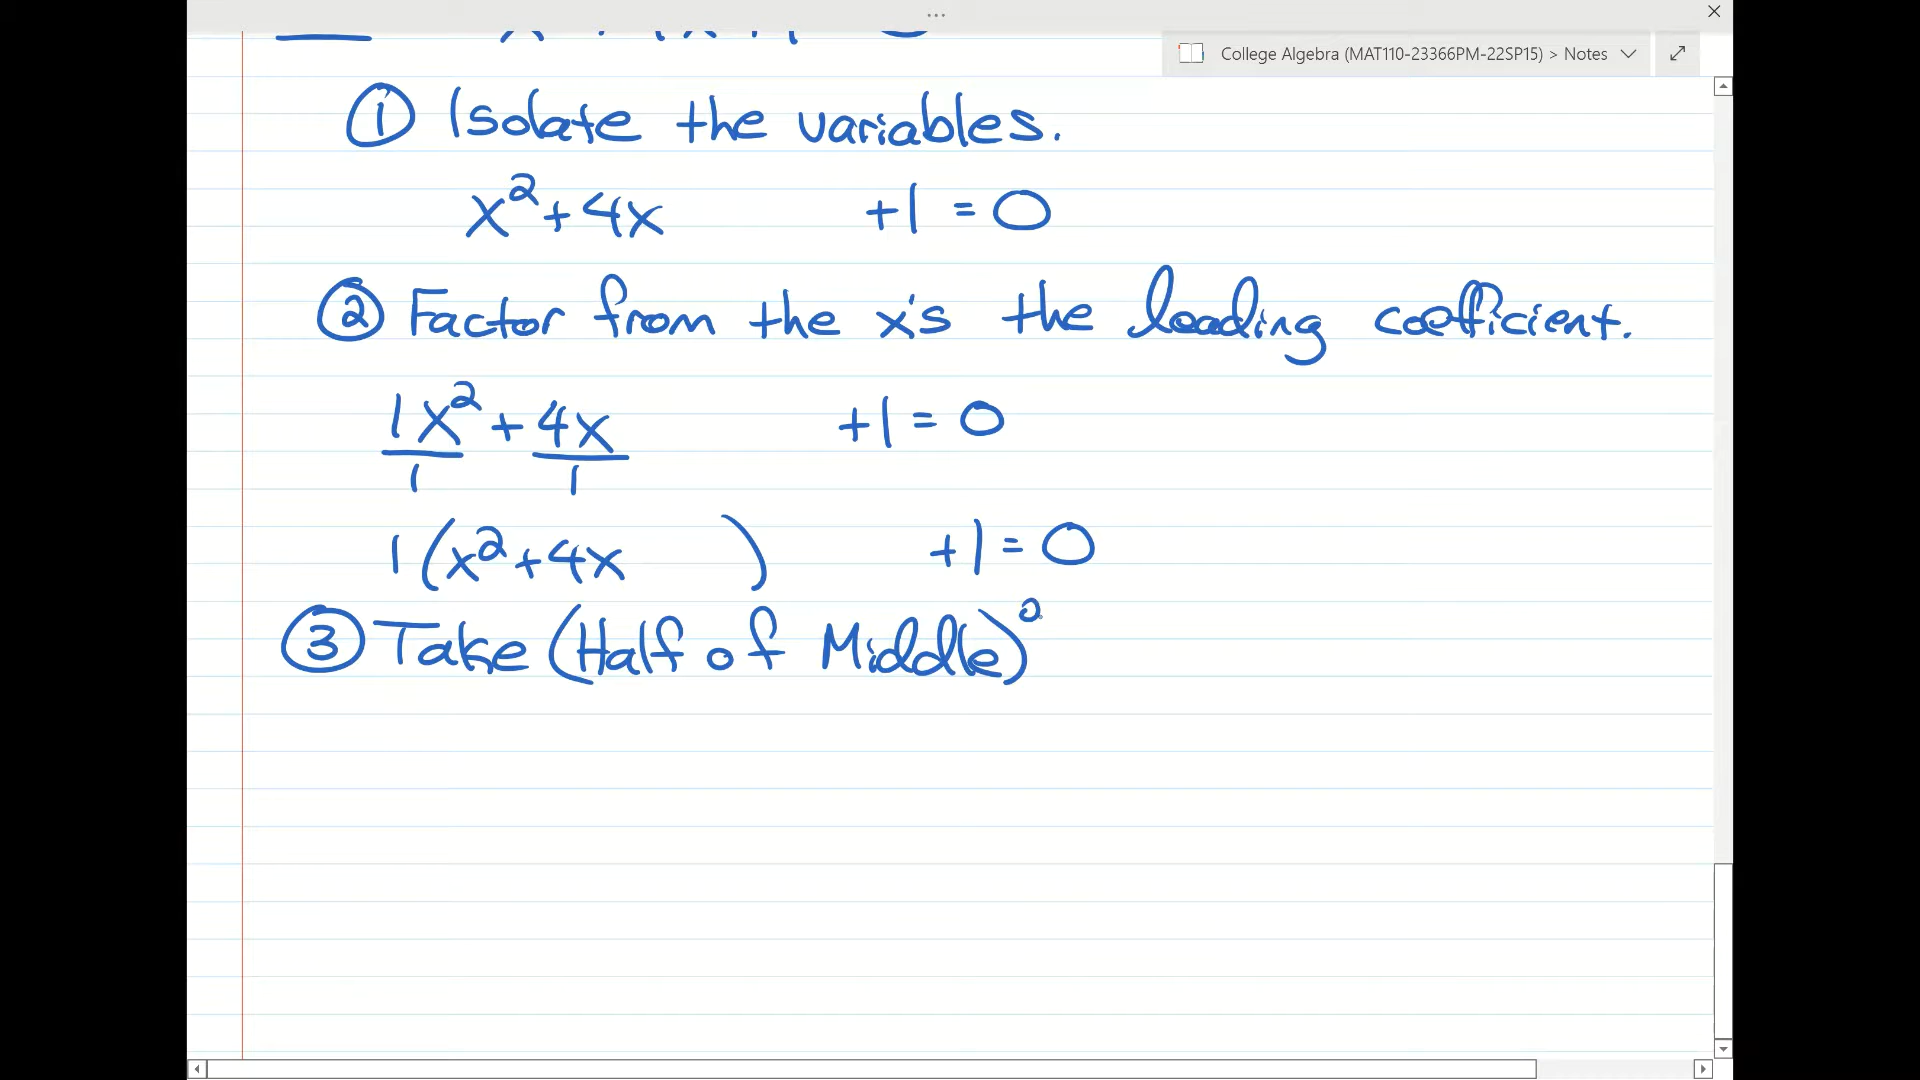 College Algebra (MAT110-23366PM-22SP15) > Notes
① Isolate the variables.
x² + 4x +1 = 0
② Factor from the x's the leading coefficient.
1x² + 4x +1 = 0
1 1
1(x² + 4x ) +1 = 0
③ Take (Half of Middle)²